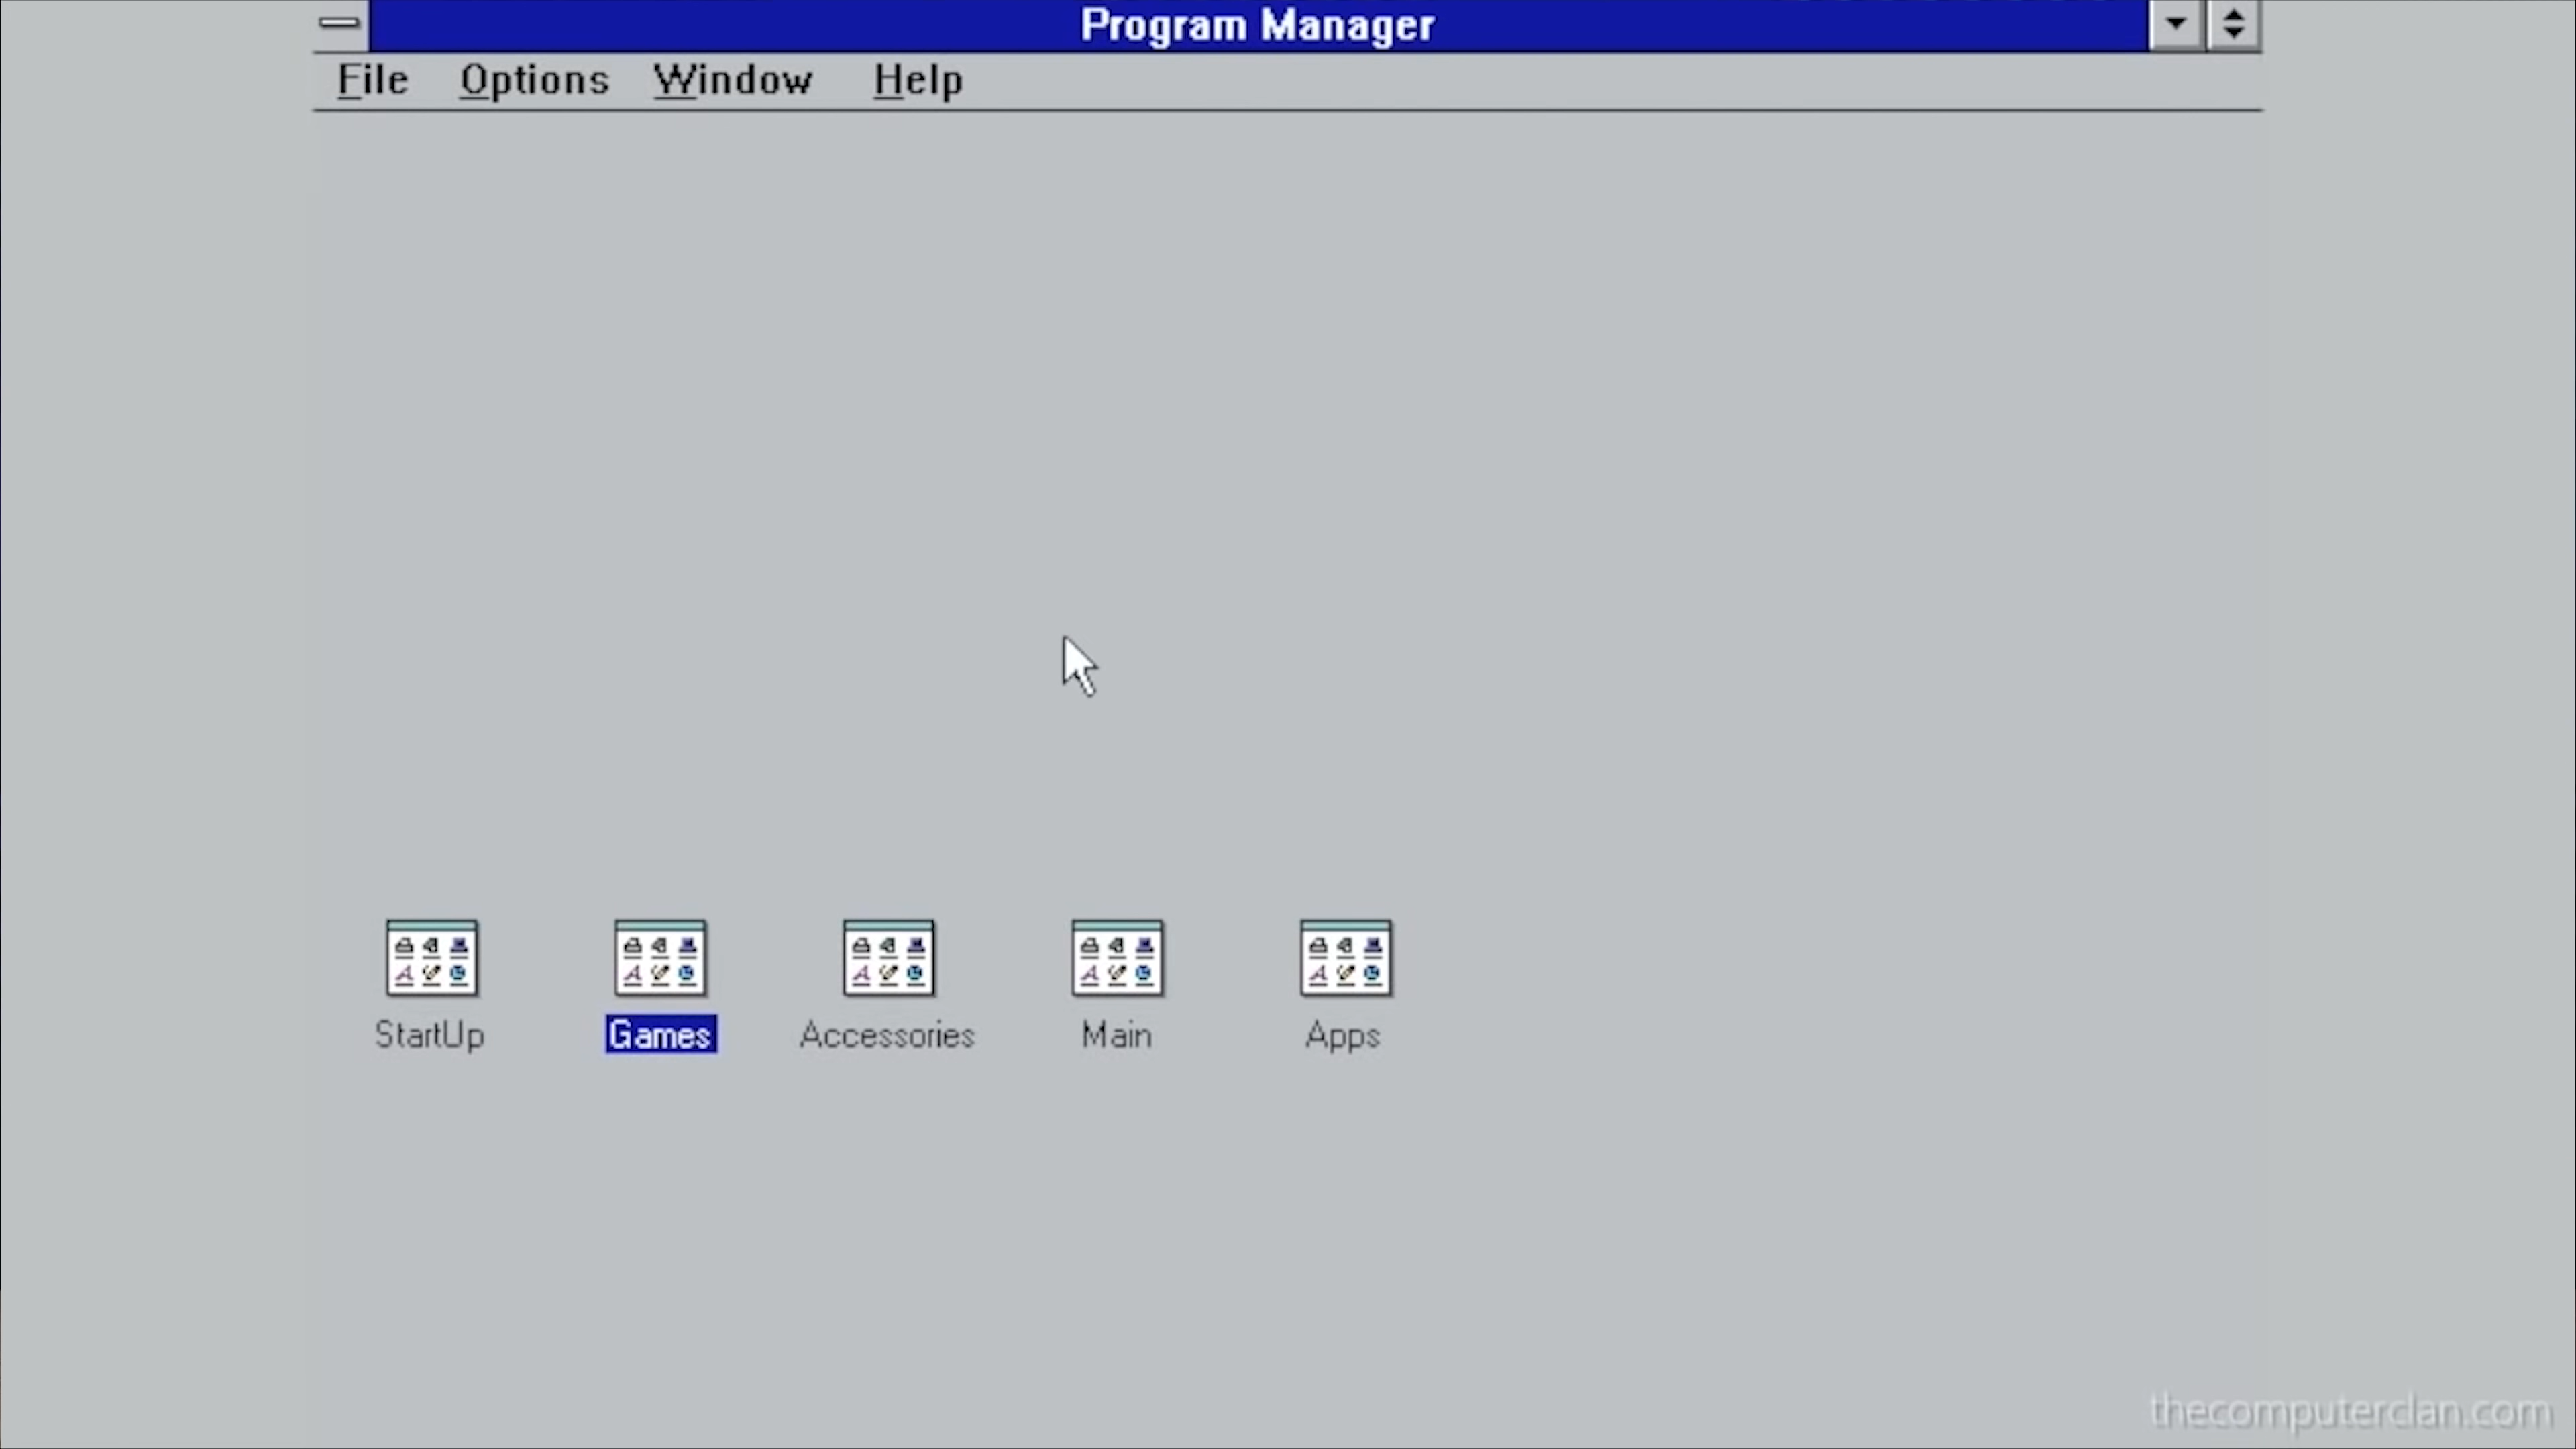 Program Manager
File Options Window Help
StartUp Games Accessories Main Apps
thecomputerclan.com